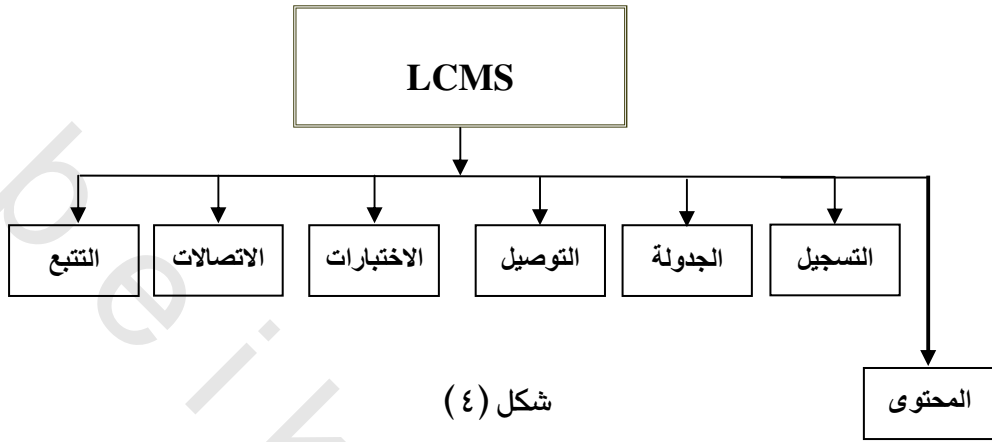 LCMS
التسجيل
الجدولة
التوصيل
الاختبارات
الاتصالات
التتبع
المحتوى
شكل (٤)
b e i k